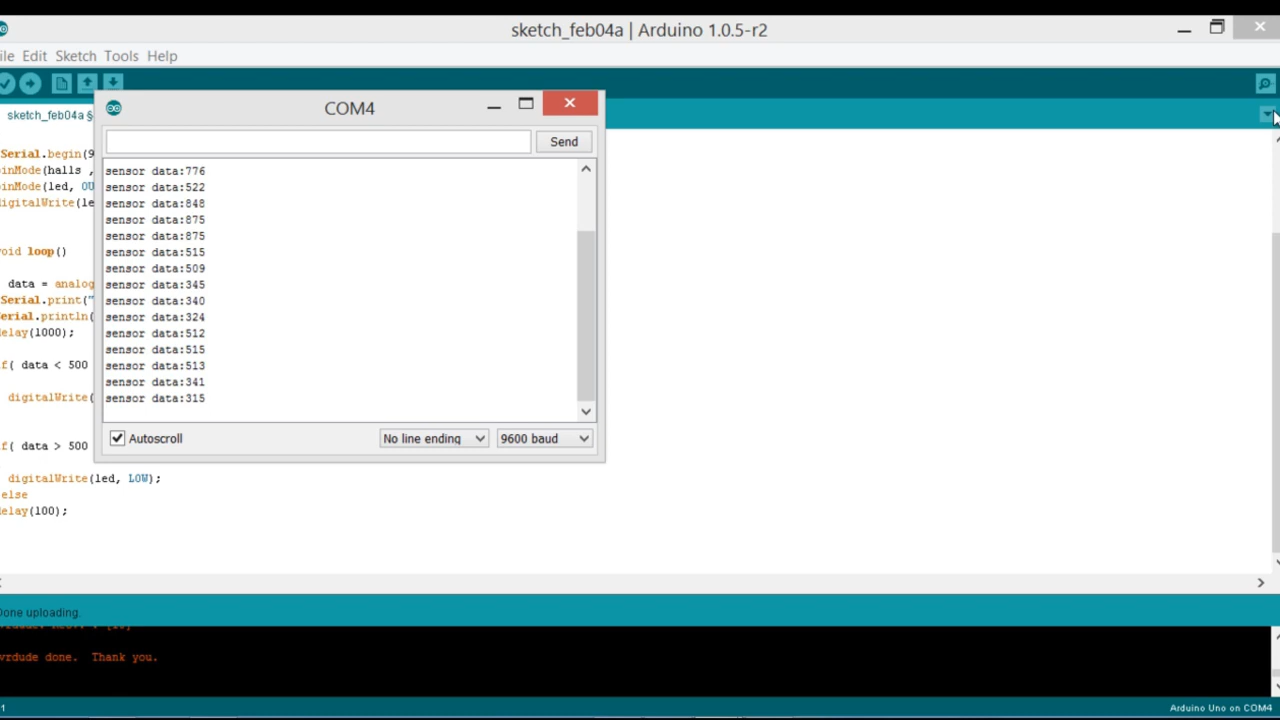 sketch_feb04a | Arduino 1.0.5-r2
ile Edit Sketch Tools Help
sketch_feb04a §
COM4
Send
Serial.begin(9
inMode(halls ,
inMode(led, OU
igitalWrite(le
oid loop()
data = analog
Serial.print("
erial.println(
elay(1000);
f( data < 500
digitalWrite(
f( data > 500
digitalWrite(led, LOW);
else
elay(100);
sensor data:776
sensor data:522
sensor data:848
sensor data:875
sensor data:875
sensor data:515
sensor data:509
sensor data:345
sensor data:340
sensor data:324
sensor data:512
sensor data:515
sensor data:513
sensor data:341
sensor data:315
Autoscroll
No line ending
9600 baud
Done uploading.
vrdude done. Thank you.
1
Arduino Uno on COM4